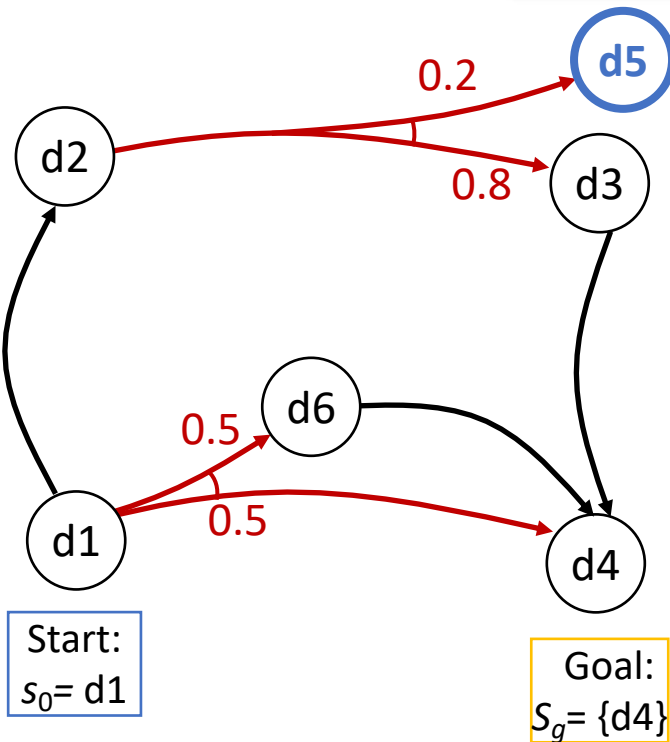 d5
0.2
d2
0.8
d3
d6
0.5
0.5
d1
d4
Start:
s₀= d1
Goal:
S_g= {d4}